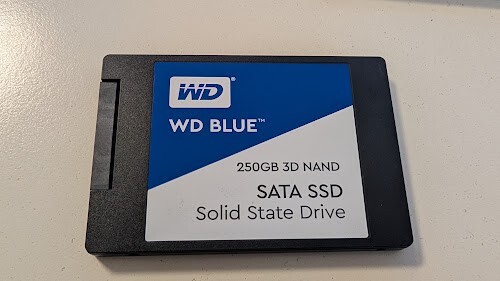 WD®
WD BLUE™
250GB 3D NAND
SATA SSD
Solid State Drive